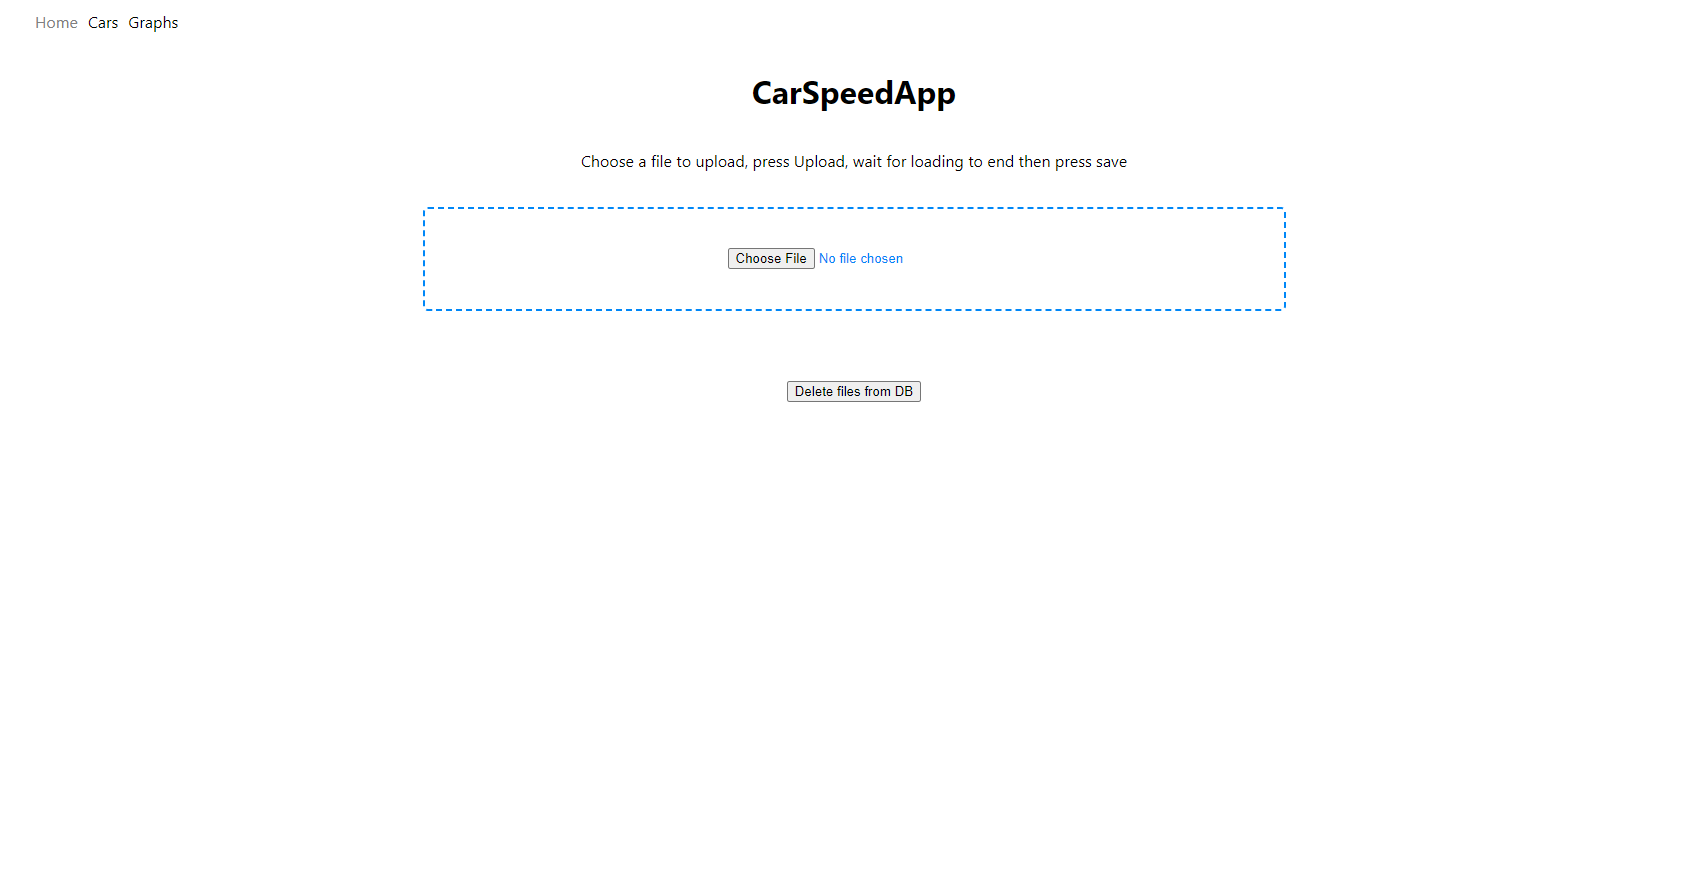 Home Cars Graphs
CarSpeedApp
Choose a file to upload, press Upload, wait for loading to end then press save
Choose File No file chosen
Delete files from DB